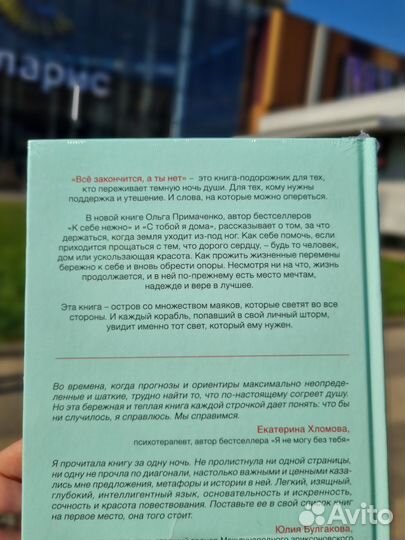 ларис
«Всё закончится, а ты нет» – это книга-подорожник для тех,
кто переживает темную ночь души. Для тех, кому нужны
поддержка и утешение. И слова, на которые можно опереться.
В новой книге Ольга Примаченко, автор бестселлеров
«К себе нежно» и «С тобой я дома», рассказывает о том, за что
держаться, когда земля уходит из-под ног. Как себе помочь, если
приходится прощаться с тем, что дорого сердцу, – будь то человек,
дом или ускользающая красота. Как прожить жизненные перемены
бережно к себе и вновь обрести опоры. Несмотря ни на что, жизнь
продолжается, и в ней по-прежнему есть место мечтам,
надежде и вере в лучшее.
Эта книга – остров со множеством маяков, которые светят во все
стороны. И каждый корабль, попавший в свой личный шторм,
увидит именно тот свет, который ему нужен.
Во времена, когда прогнозы и ориентиры максимально неопреде-
ленные и шаткие, трудно найти то, что по-настоящему согреет душу.
Но эта бережная и теплая книга каждой строчкой дает понять: что
бы ни случилось, я справлюсь. Мы справимся.
Екатерина Хломова,
психотерапевт, автор бестселлера «Я не могу без тебя»
Я прочитала книгу за одну ночь. Не пролистнула ни одной страницы,
ни одну не прочла по диагонали, настолько важными и ценными каза-
лись мне предложения, метафоры и истории в ней. Легкий, изящный,
глубокий, интеллигентный язык, основательность и искренность,
сочность и красота повествования. Поставьте ее в свой список книг
на первое место, она того стоит.
Юлия Булгакова,
Международного эриксоновского
Avito